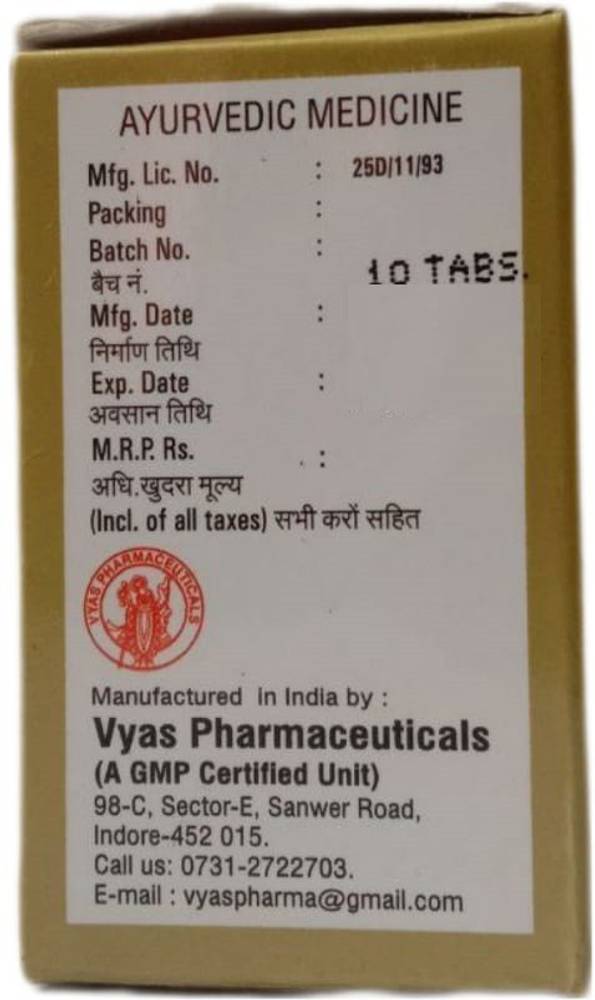 AYURVEDIC MEDICINE
Mfg. Lic. No. : 25D/11/93
Packing :
Batch No. :
10 TABS.
बैच नं.
Mfg. Date :
निर्माण तिथि
Exp. Date :
अवसान तिथि
M.R.P. Rs. :
अधि.खुदरा मूल्य
(Incl. of all taxes) सभी करों सहित
VYAS PHARMACEUTICALS
Manufactured in India by :
Vyas Pharmaceuticals
(A GMP Certified Unit)
98-C, Sector-E, Sanwer Road,
Indore-452 015.
Call us: 0731-2722703.
E-mail : vyaspharma@gmail.com